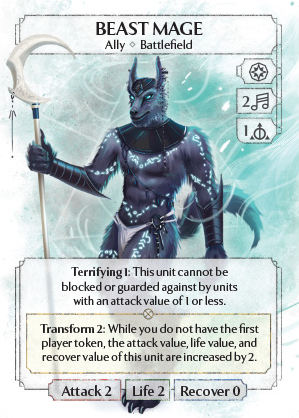 BEAST MAGE
Ally ◇ Battlefield
2
1
Terrifying 1: This unit cannot be
blocked or guarded against by units
with an attack value of 1 or less.
Transform 2: While you do not have the first
player token, the attack value, life value, and
recover value of this unit are increased by 2.
Attack 2 Life 2 Recover 0